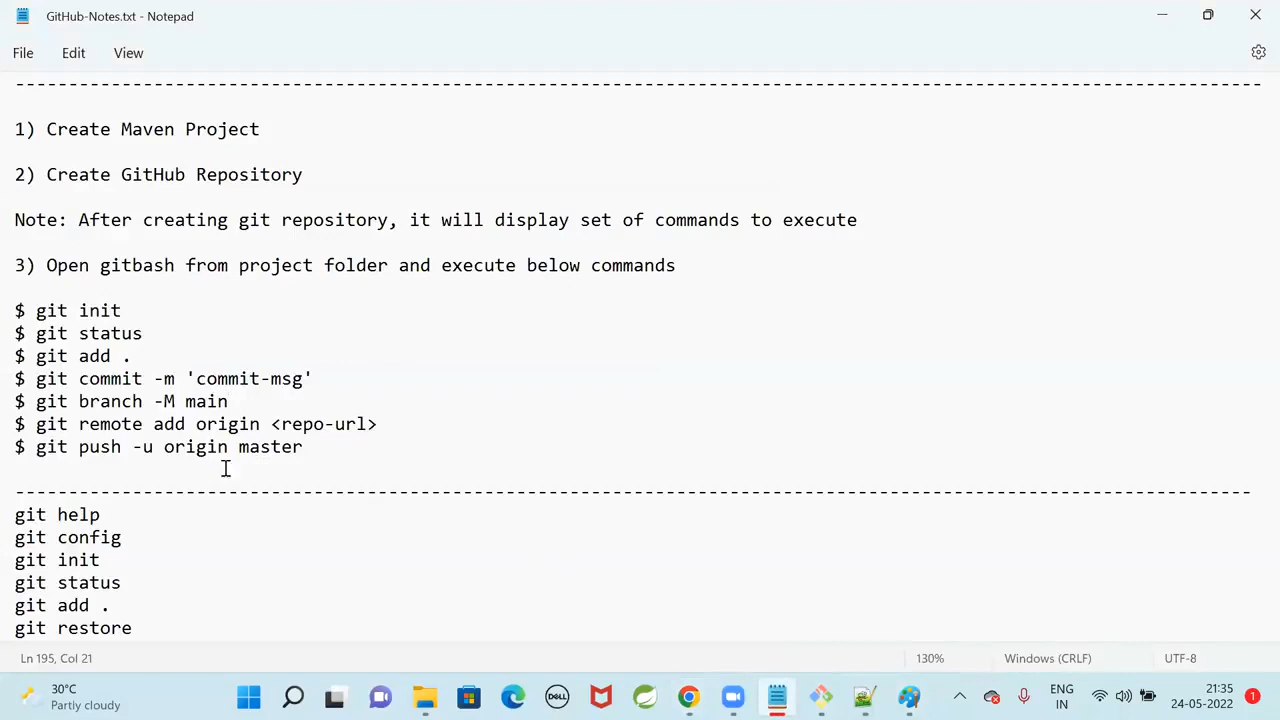 GitHub-Notes.txt - Notepad
File Edit View
--------------------------------------------------------------------------------------------------------------------
1) Create Maven Project
2) Create GitHub Repository
Note: After creating git repository, it will display set of commands to execute
3) Open gitbash from project folder and execute below commands
$ git init
$ git status
$ git add .
$ git commit -m 'commit-msg'
$ git branch -M main
$ git remote add origin <repo-url>
$ git push -u origin master
-------------------------------------------------------------------------------------------------------------------
git help
git config
git init
git status
git add .
git restore
Ln 195, Col 21 130% Windows (CRLF) UTF-8
30°C
Partly cloudy
DELL
ENG
IN
21:35
24-05-2022
1